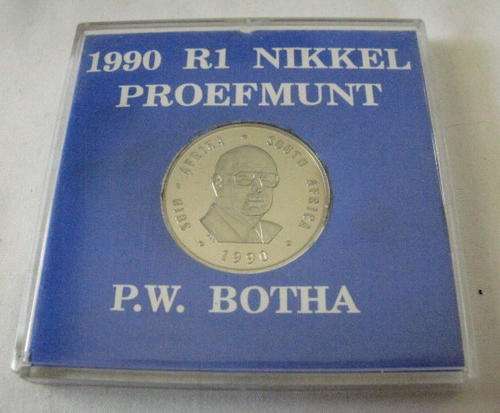 1990 R1 NIKKEL
PROEFMUNT
SUID - AFRIKA • SOUTH AFRICA
1990
P.W. BOTHA